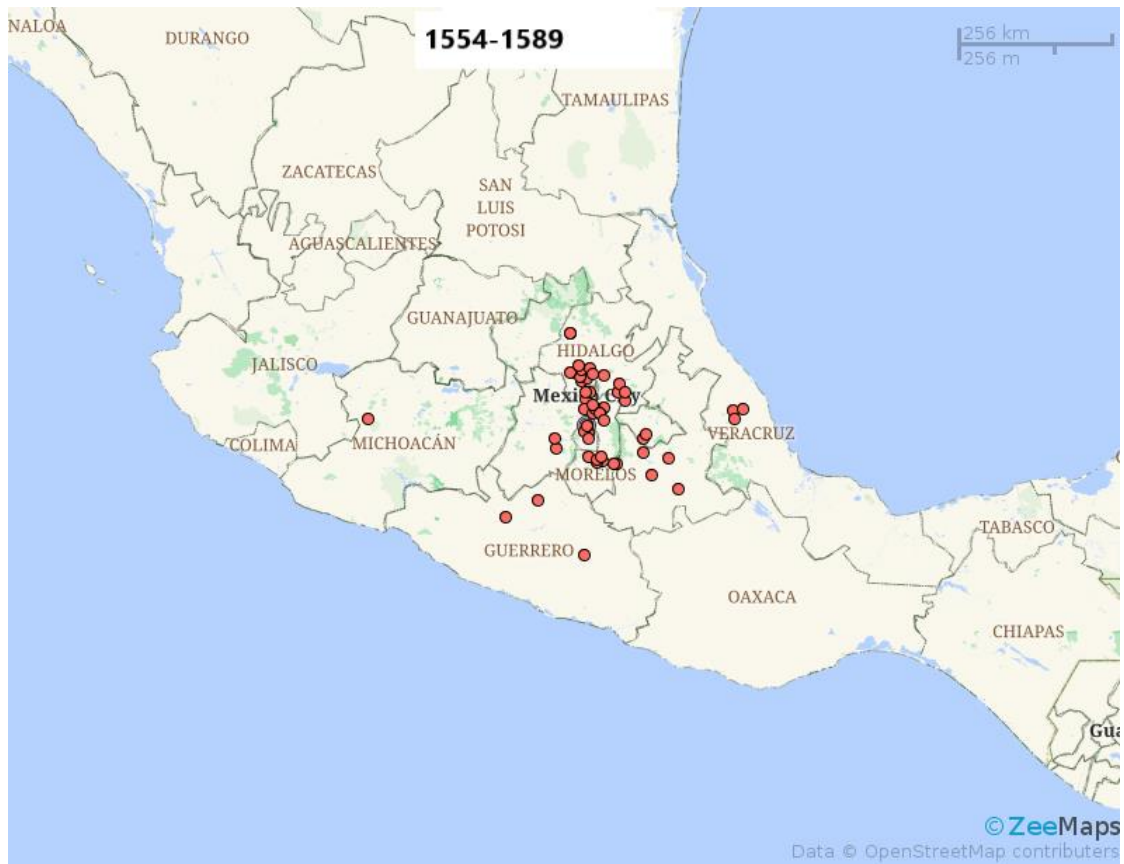 1554-1589
NALOA
DURANGO
256 km
256 m
TAMAULIPAS
ZACATECAS
SAN
LUIS
POTOSI
AGUASCALIENTES
GUANAJUATO
HIDALGO
JALISCO
Mexico City
COLIMA
MICHOACÁN
VERACRUZ
MORELOS
GUERRERO
TABASCO
OAXACA
CHIAPAS
Gua
© ZeeMaps
Data © OpenStreetMap contributers